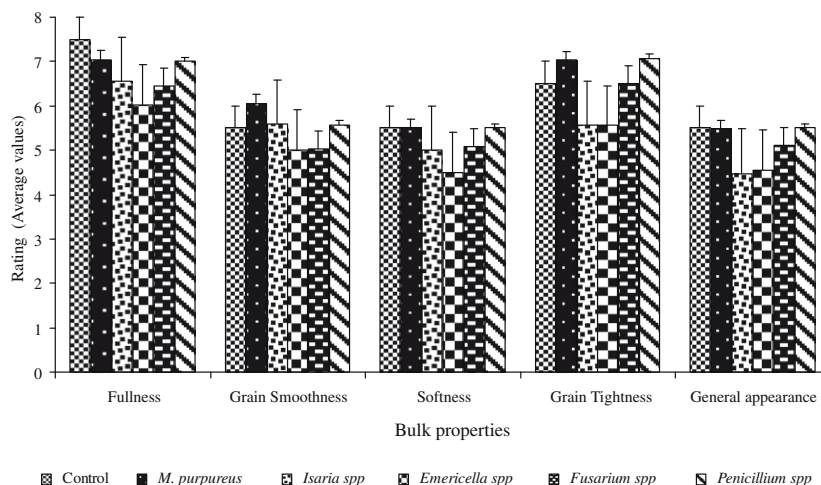 8
7
6
5
4
3
2
1
0
Rating (Average values)
Fullness Grain Smoothness Softness Grain Tightness General appearance
Bulk properties
Control M. purpureus Isaria spp Emericella spp Fusarium spp Penicillium spp